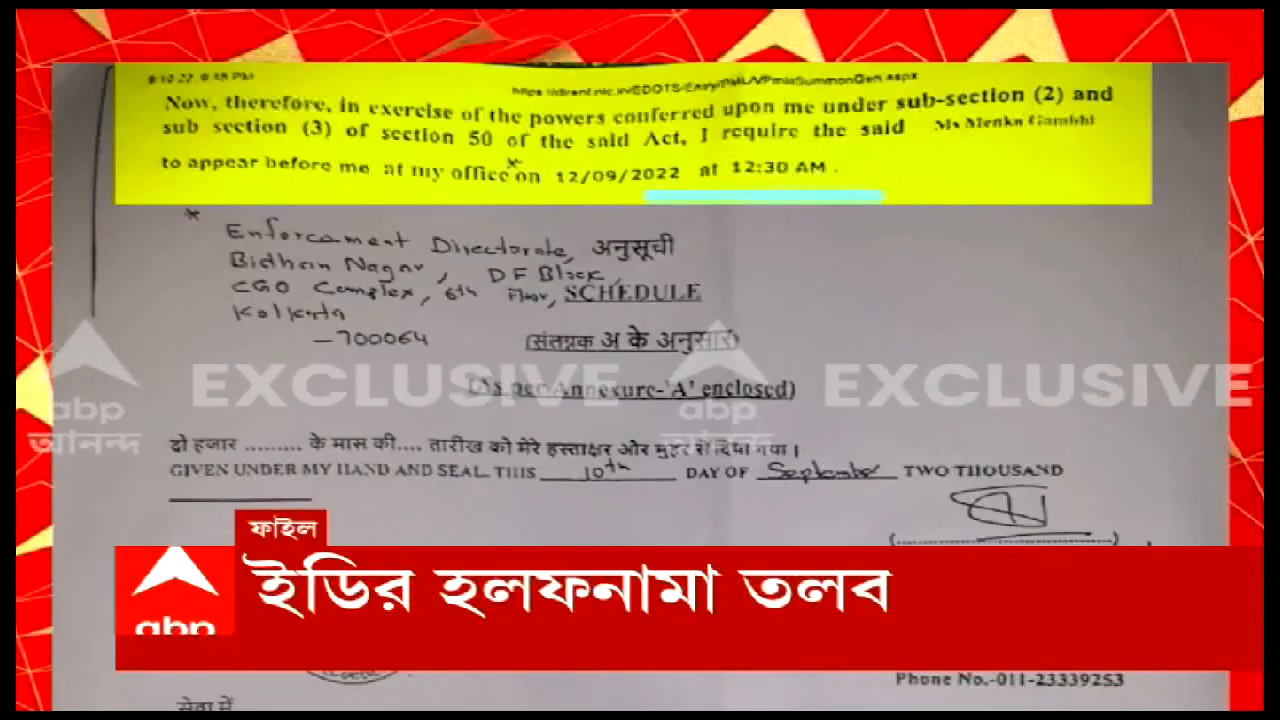 https://
Now, therefore, in exercise of the powers conferred upon me under sub-section (2) and
sub section (3) of section 50 of the said Act, I require the said Ms Menka Gambhi
to appear before me at my office on 12/09/2022 at 12:30 AM .
*
*
Enforcement Directorate, अनुसूची
Bidhan Nagar, DF Block,
CGO Complex, 6th Floor, SCHEDULE
Kolkata
-700064
(संलग्नक अ के अनुसार)
EXCLUSIVE EXCLUSIVE
(As per Annexure-'A' enclosed)
abp abp
আনন্দ আনন্দ
दो हजार ......... के मास की.... तारीख को मेरे हस्ताक्षर और मुहर से दिया गया।
GIVEN UNDER MY HAND AND SEAL THIS 10th DAY OF September TWO THOUSAND
ফাইল
ইডির হলফনামা তলব
abp
Phone No.-011-23339253
सेवा में